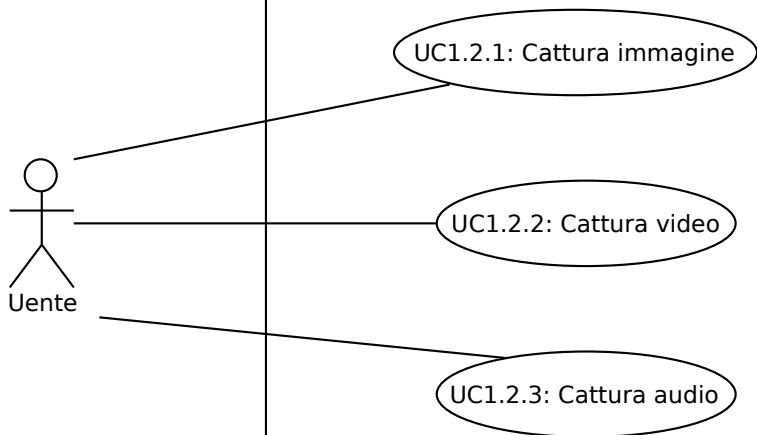 UC1.2.1: Cattura immagine
UC1.2.2: Cattura video
Uente
UC1.2.3: Cattura audio